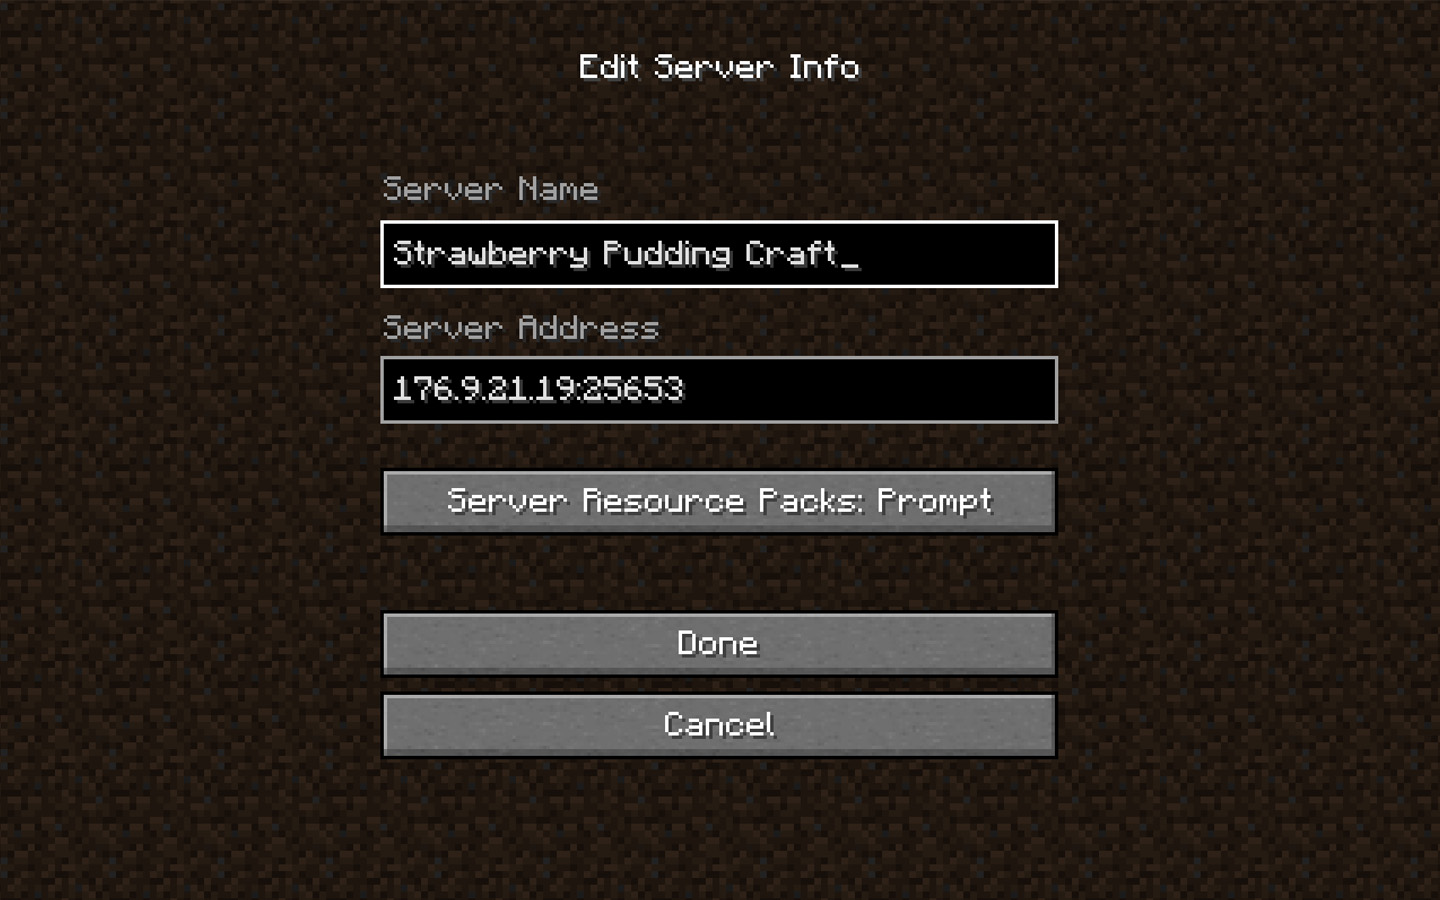 Edit Server Info
Server Name
Strawberry Pudding Craft_
Server Address
176.9.21.19:25653
Server Resource Packs: Prompt
Done
Cancel